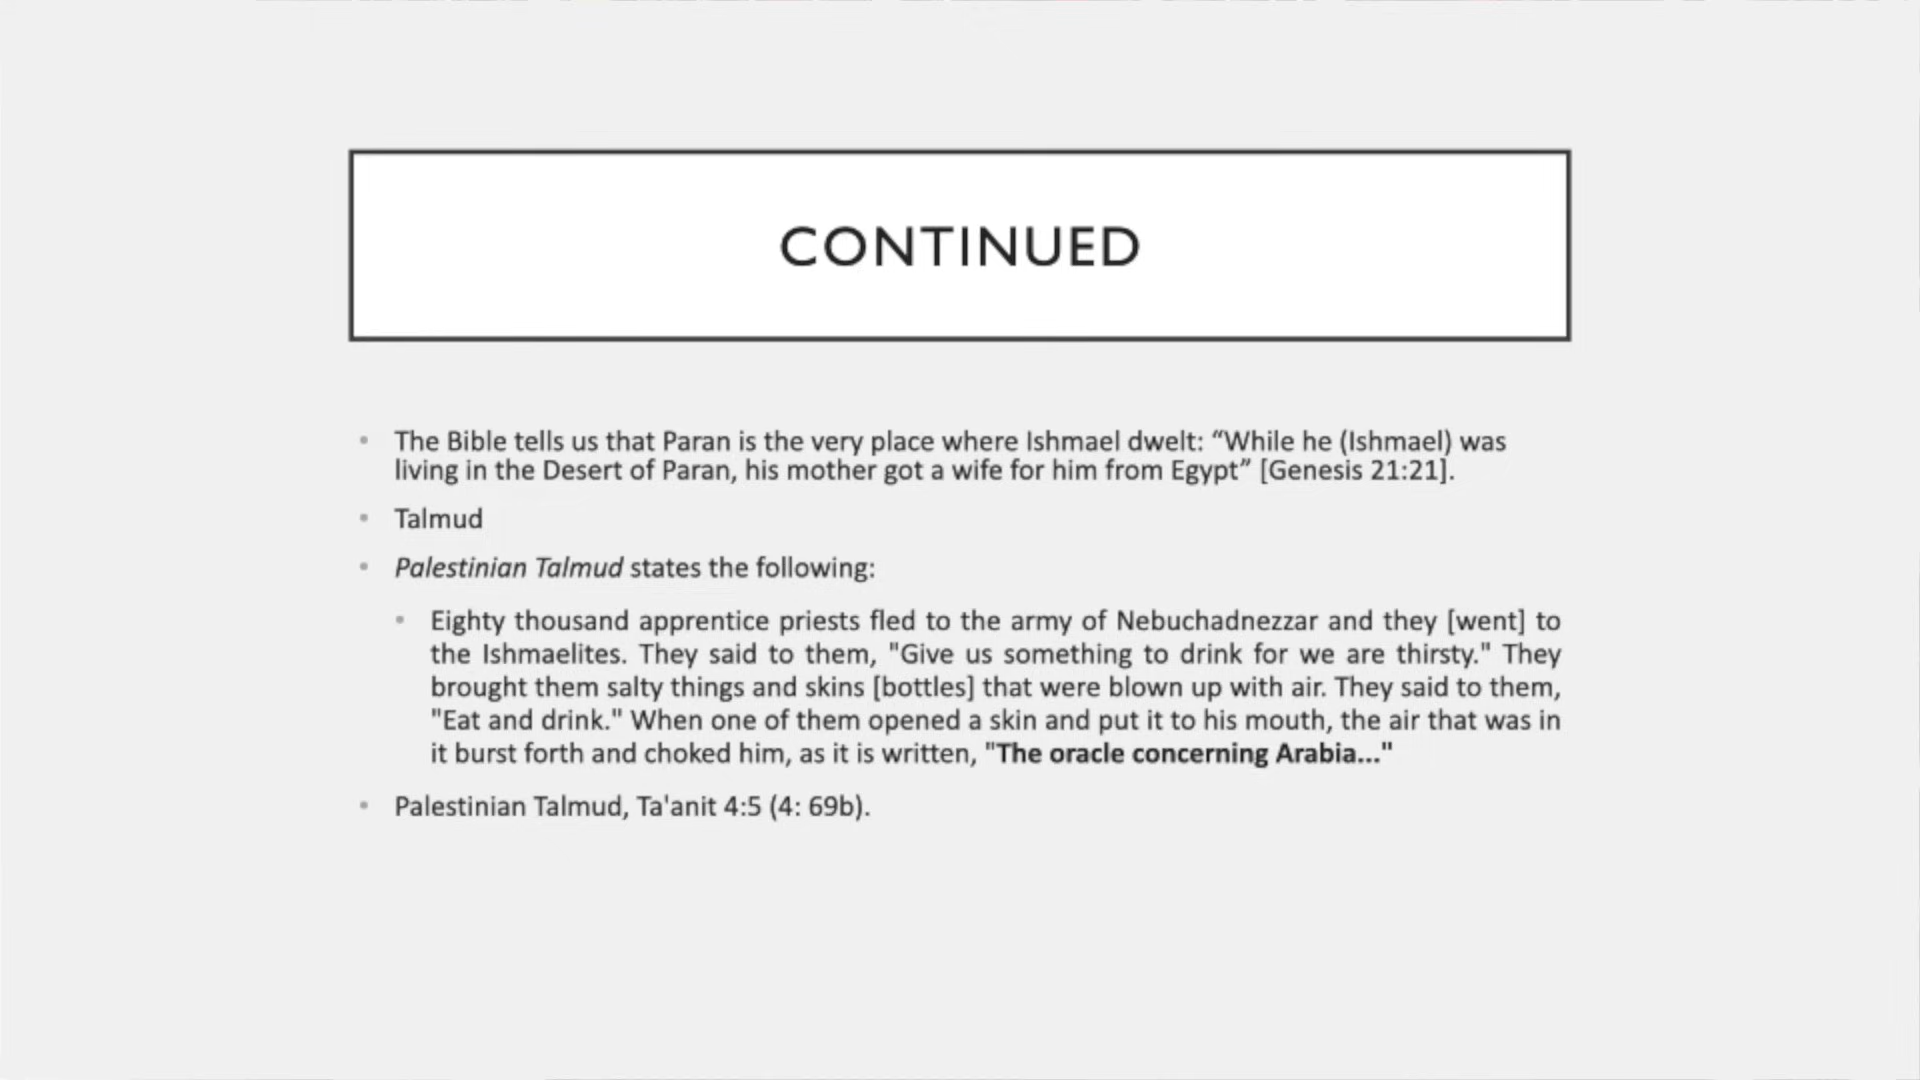 CONTINUED
• The Bible tells us that Paran is the very place where Ishmael dwelt: “While he (Ishmael) was
living in the Desert of Paran, his mother got a wife for him from Egypt” [Genesis 21:21].
• Talmud
• Palestinian Talmud states the following:
• Eighty thousand apprentice priests fled to the army of Nebuchadnezzar and they [went] to
the Ishmaelites. They said to them, "Give us something to drink for we are thirsty." They
brought them salty things and skins [bottles] that were blown up with air. They said to them,
"Eat and drink." When one of them opened a skin and put it to his mouth, the air that was in
it burst forth and choked him, as it is written, "The oracle concerning Arabia..."
• Palestinian Talmud, Ta'anit 4:5 (4: 69b).